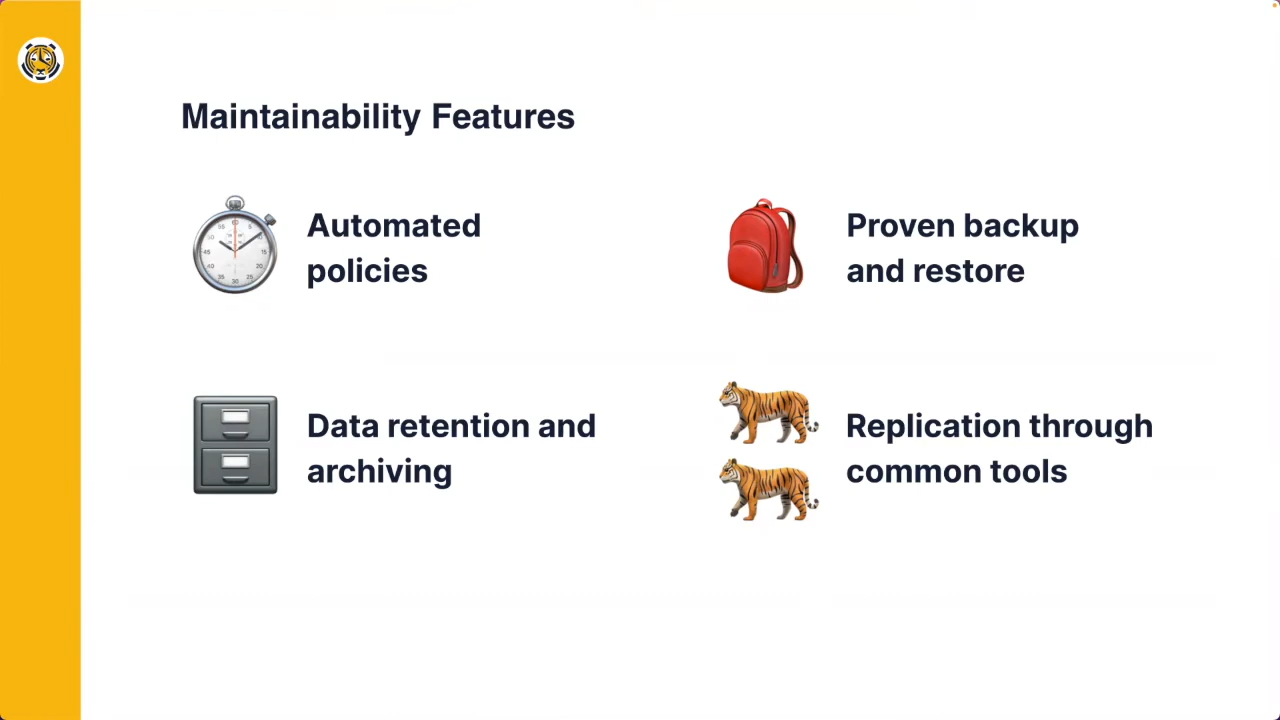 Maintainability Features
Automated
policies
Proven backup
and restore
Data retention and
archiving
Replication through
common tools